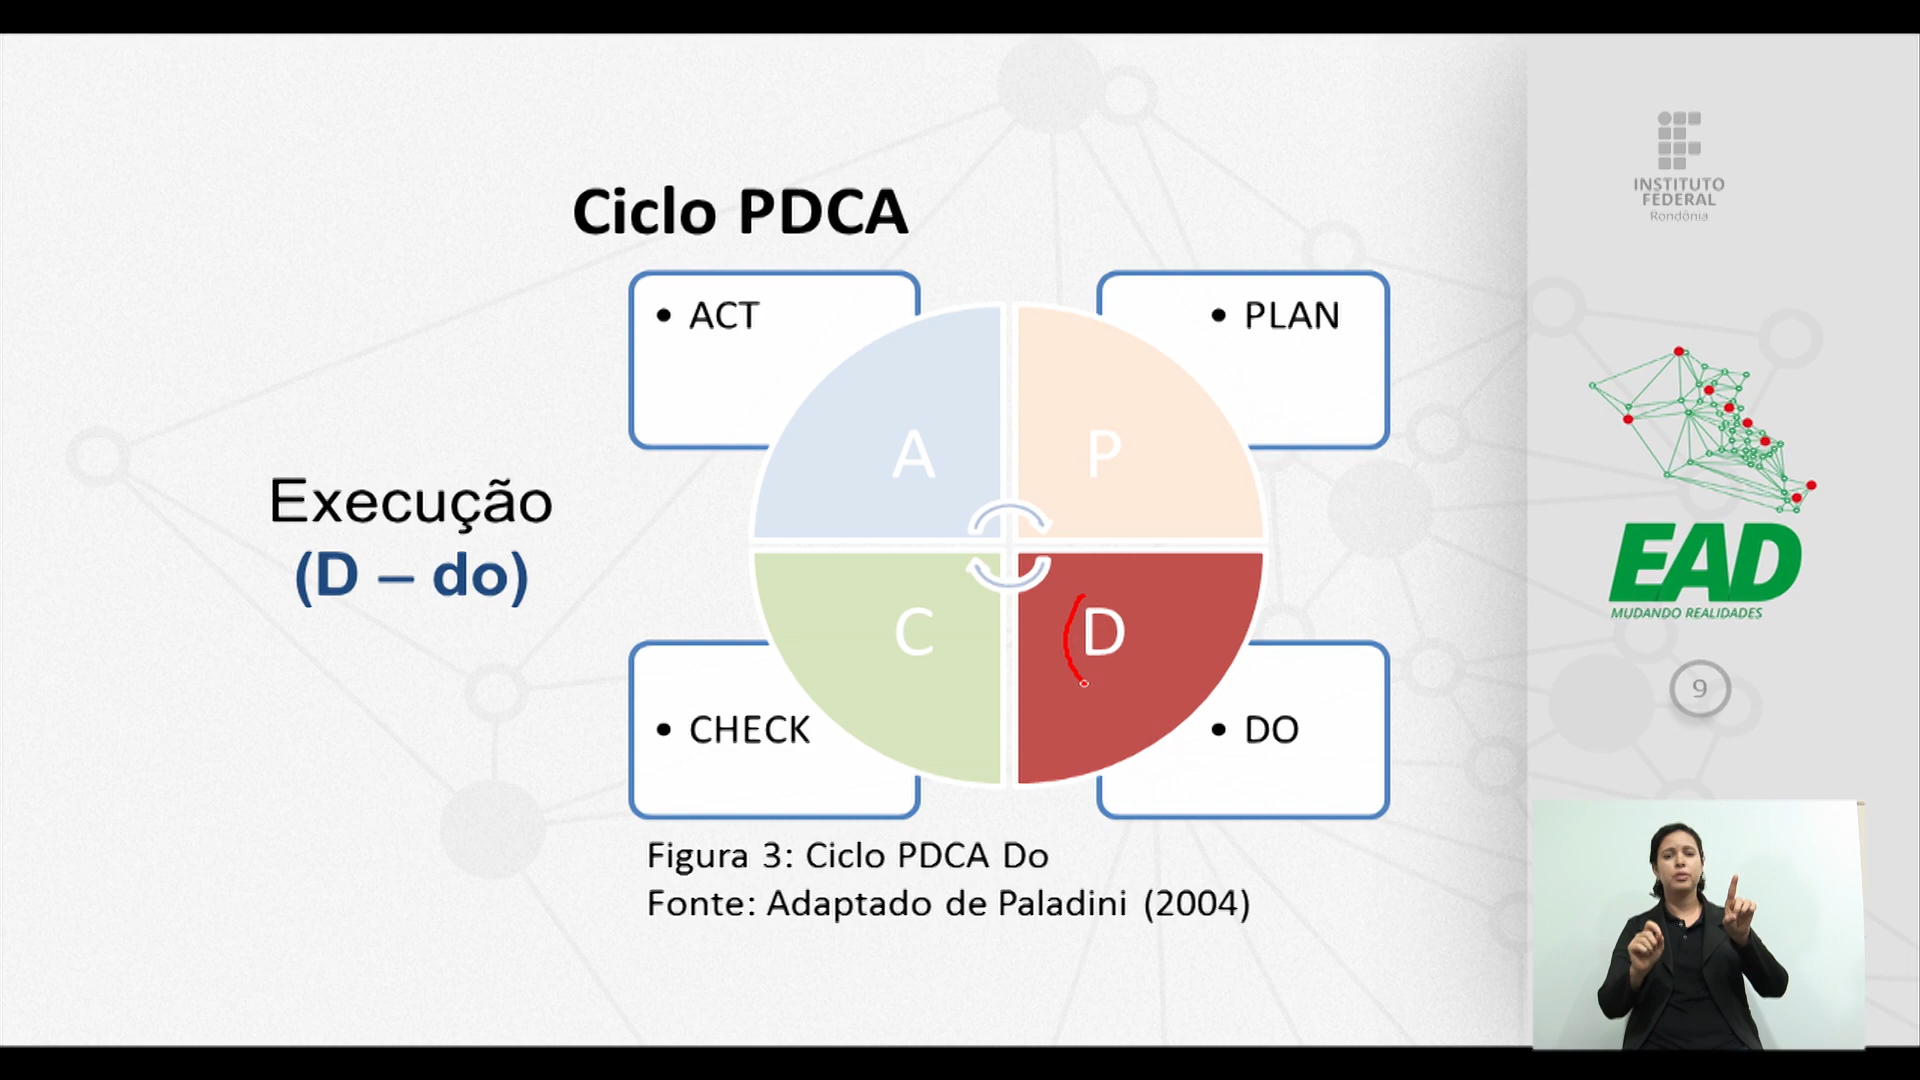 Ciclo PDCA
• ACT
• PLAN
A
P
Execução
(D – do)
C
D
• CHECK
• DO
Figura 3: Ciclo PDCA Do
Fonte: Adaptado de Paladini (2004)
INSTITUTO
FEDERAL
Rondônia
EAD
MUDANDO REALIDADES
9